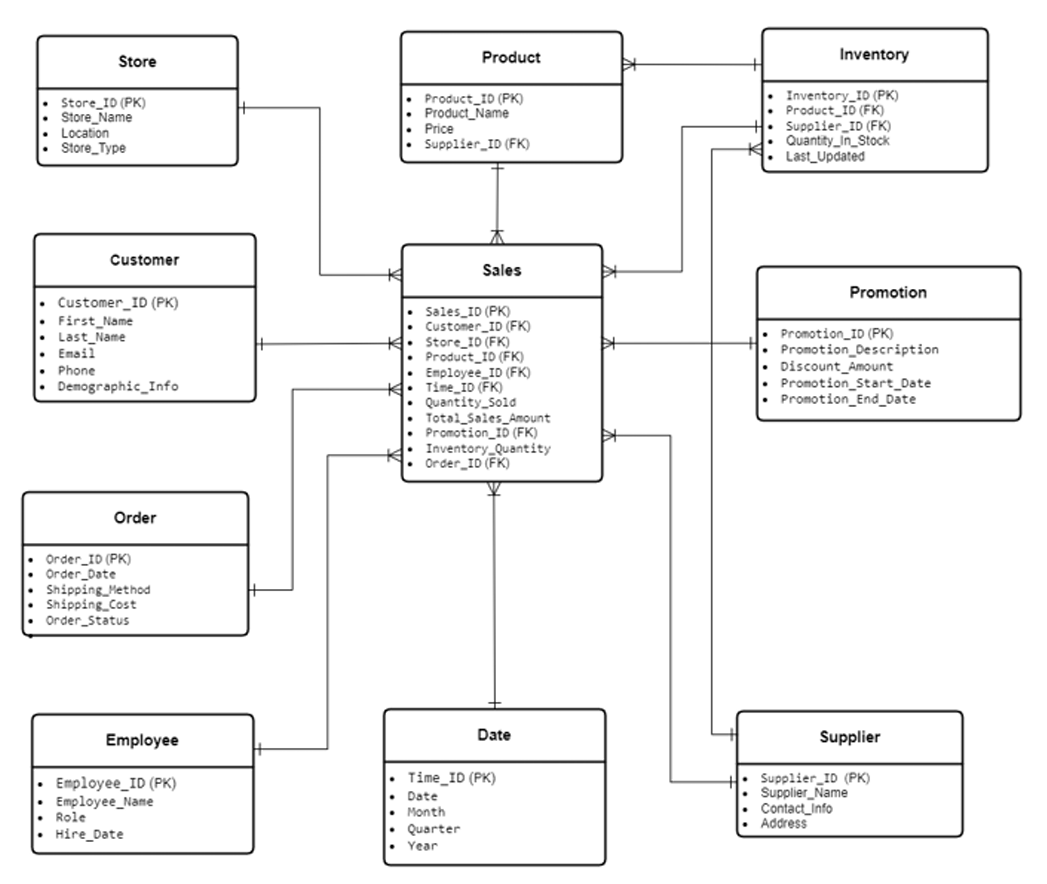 Store
Store_ID (PK)
Store_Name
Location
Store_Type
Product
Product_ID (PK)
Product_Name
Price
Supplier_ID (FK)
Inventory
Inventory_ID (PK)
Product_ID (FK)
Supplier_ID (FK)
Quantity_In_Stock
Last_Updated
Customer
Customer_ID (PK)
First_Name
Last_Name
Email
Phone
Demographic_Info
Sales
Sales_ID (PK)
Customer_ID (FK)
Store_ID (FK)
Product_ID (FK)
Employee_ID (FK)
Time_ID (FK)
Quantity_Sold
Total_Sales_Amount
Promotion_ID (FK)
Inventory_Quantity
Order_ID (FK)
Promotion
Promotion_ID (PK)
Promotion_Description
Discount_Amount
Promotion_Start_Date
Promotion_End_Date
Order
Order_ID (PK)
Order_Date
Shipping_Method
Shipping_Cost
Order_Status
Employee
Employee_ID (PK)
Employee_Name
Role
Hire_Date
Date
Time_ID (PK)
Date
Month
Quarter
Year
Supplier
Supplier_ID (PK)
Supplier_Name
Contact_Info
Address